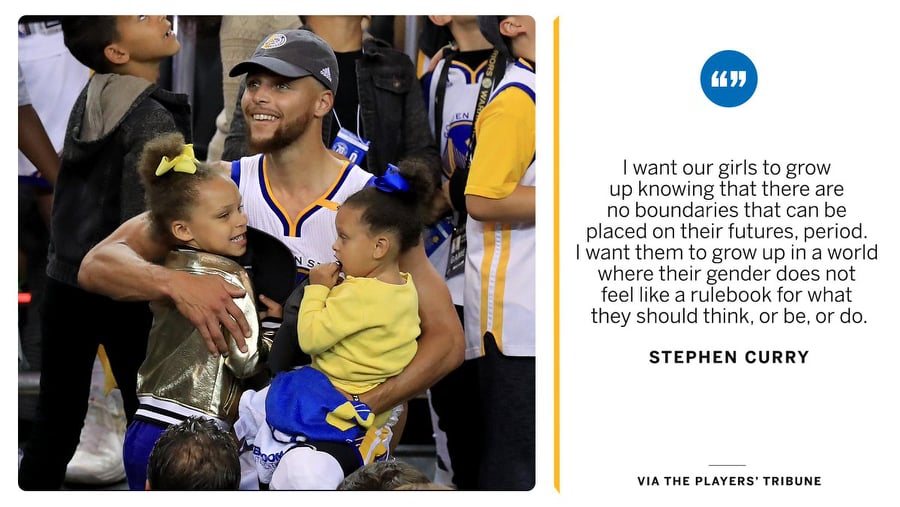 “”
I want our girls to grow
up knowing that there are
no boundaries that can be
placed on their futures, period.
I want them to grow up in a world
where their gender does not
feel like a rulebook for what
they should think, or be, or do.
STEPHEN CURRY
VIA THE PLAYERS’ TRIBUNE